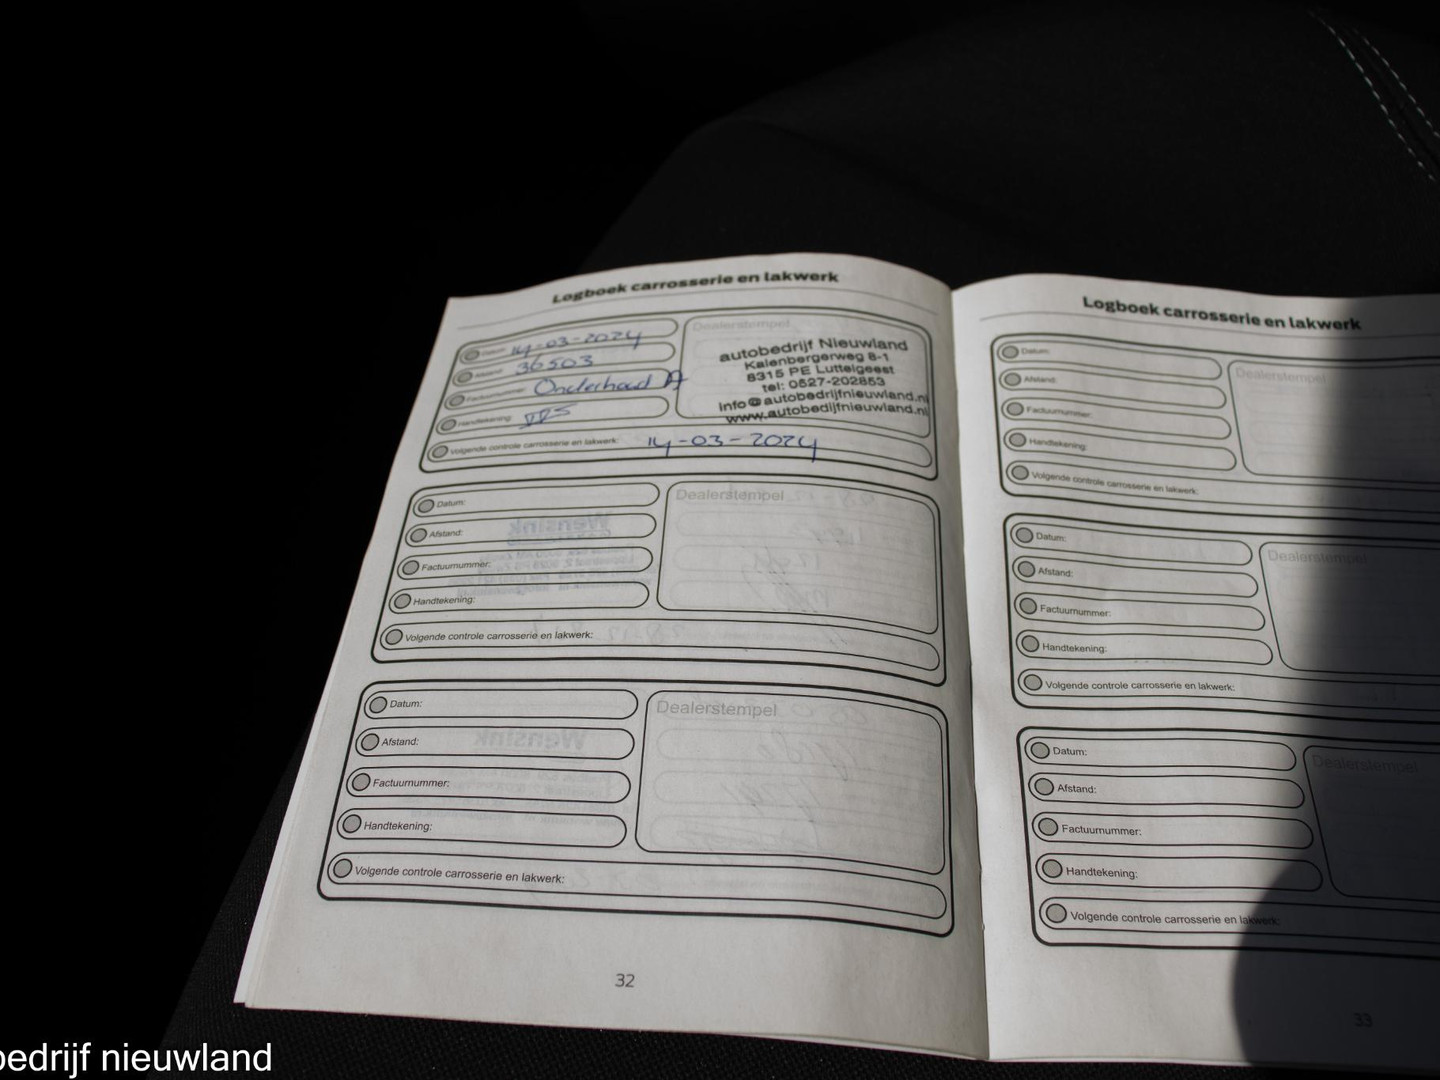 Logboek carrosserie en lakwerk
Datum: 14-03-2024
Afstand: 36503
Factuurnummer: Onderhoud A
Handtekening:
Volgende controle carrosserie en lakwerk: 14-03-2024
Dealerstempel
autobedrijf Nieuwland
Kalenbergerweg 8-1
8315 PE Luttelgeest
tel: 0527-202853
info@autobedrijfnieuwland.nl
www.autobedijfnieuwland.nl
Datum:
Afstand:
Factuurnummer:
Handtekening:
Volgende controle carrosserie en lakwerk:
Dealerstempel
Datum:
Afstand:
Factuurnummer:
Handtekening:
Volgende controle carrosserie en lakwerk:
Dealerstempel
32
Logboek carrosserie en lakwerk
Datum:
Afstand:
Factuurnummer:
Handtekening:
Volgende controle carrosserie en lakwerk:
Dealerstempel
Datum:
Afstand:
Factuurnummer:
Handtekening:
Volgende controle carrosserie en lakwerk:
Dealerstempel
Datum:
Afstand:
Factuurnummer:
Handtekening:
Volgende controle carrosserie en lakwerk:
Dealerstempel
33
bedrijf nieuwland